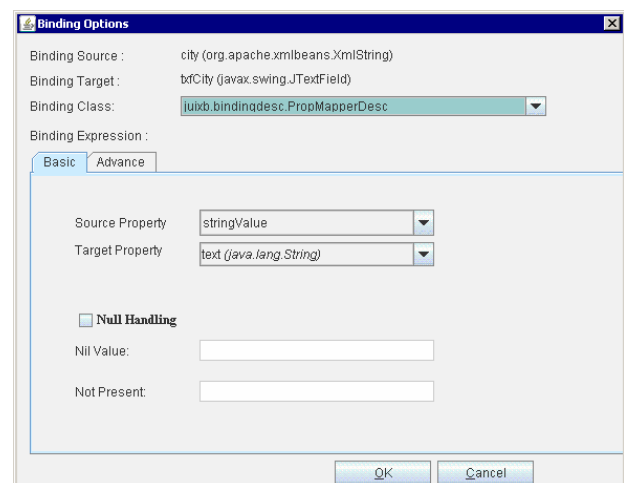 Binding Options
Binding Source : city (org.apache.xmlbeans.XmlString)
Binding Target : txfCity (javax.swing.JTextField)
Binding Class: juixb.bindingdesc.PropMapperDesc
Binding Expression :
Basic Advance
Source Property stringValue
Target Property text (java.lang.String)
Null Handling
Nil Value:
Not Present:
OK Cancel